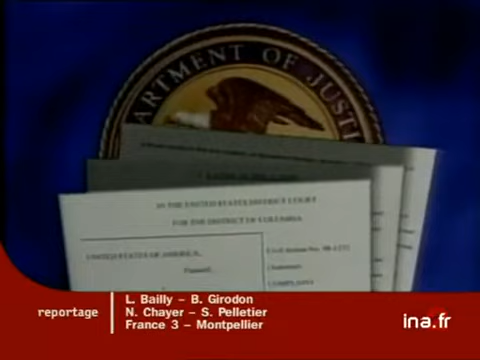 ARTMENT OF JUSTI
IN THE UNITED STATES DISTRICT COURT
FOR THE DISTRICT OF COLUMBIA
UNITED STATES OF AMERICA,
Plaintiff,
COMPLAINT
reportage
L. Bailly – B. Girodon
N. Chayer – S. Pelletier
France 3 – Montpellier
ina.fr